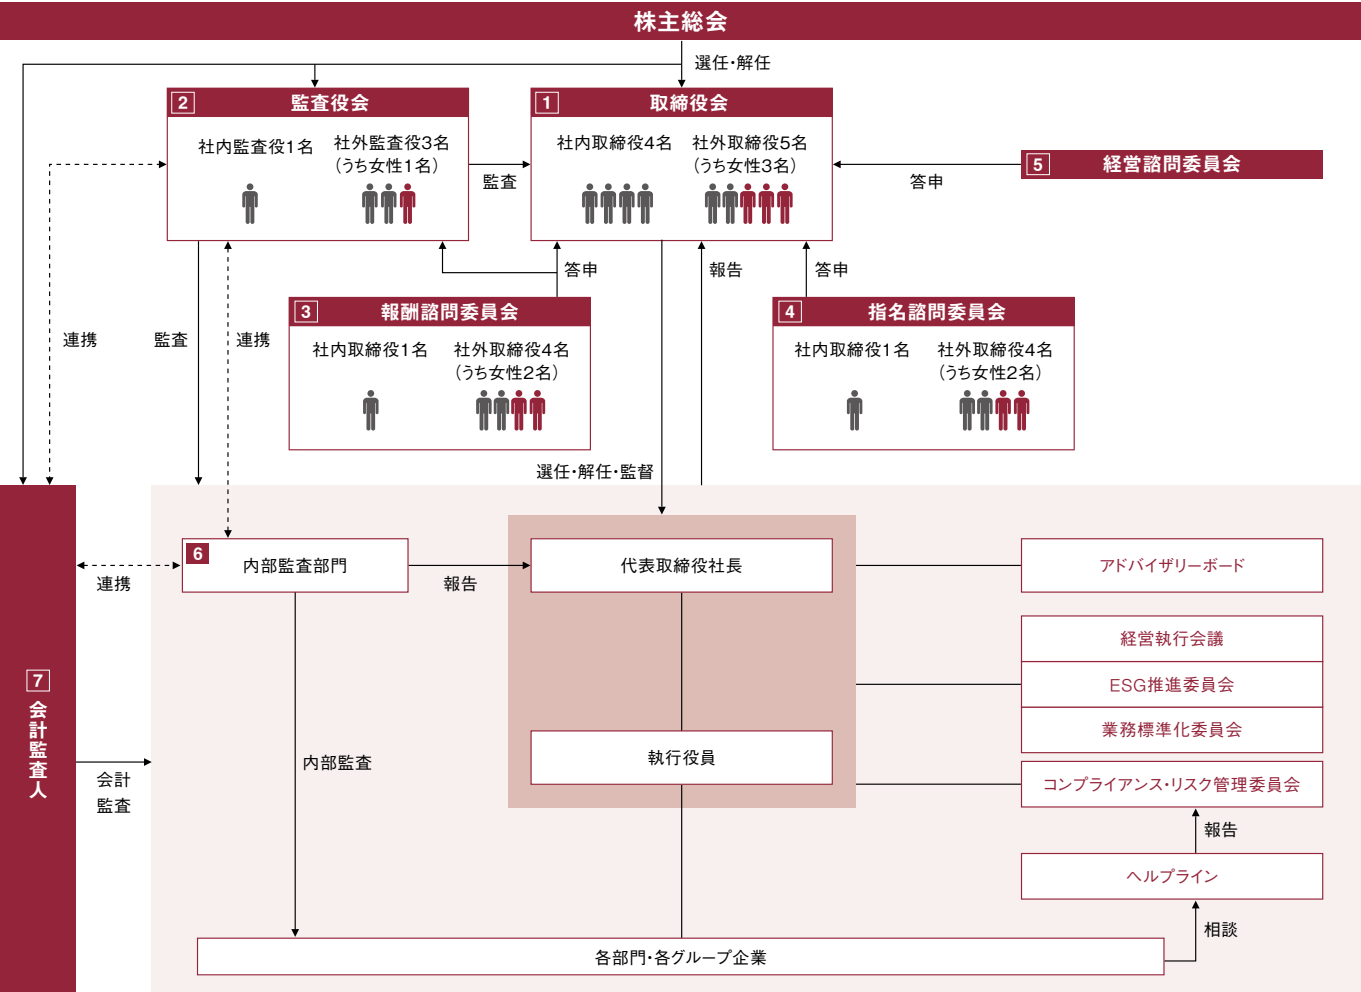 株主総会
選任・解任
2 監査役会
社内監査役1名
社外監査役3名
(うち女性1名)
監査
1 取締役会
社内取締役4名
社外取締役5名
(うち女性3名)
答申
5 経営諮問委員会
連携
監査
連携
答申
報告
答申
3 報酬諮問委員会
社内取締役1名
社外取締役4名
(うち女性2名)
4 指名諮問委員会
社内取締役1名
社外取締役4名
(うち女性2名)
選任・解任・監督
7 会計監査人
連携
会計
監査
6 内部監査部門
報告
内部監査
代表取締役社長
執行役員
アドバイザリーボード
経営執行会議
ESG推進委員会
業務標準化委員会
コンプライアンス・リスク管理委員会
報告
ヘルプライン
相談
各部門・各グループ企業